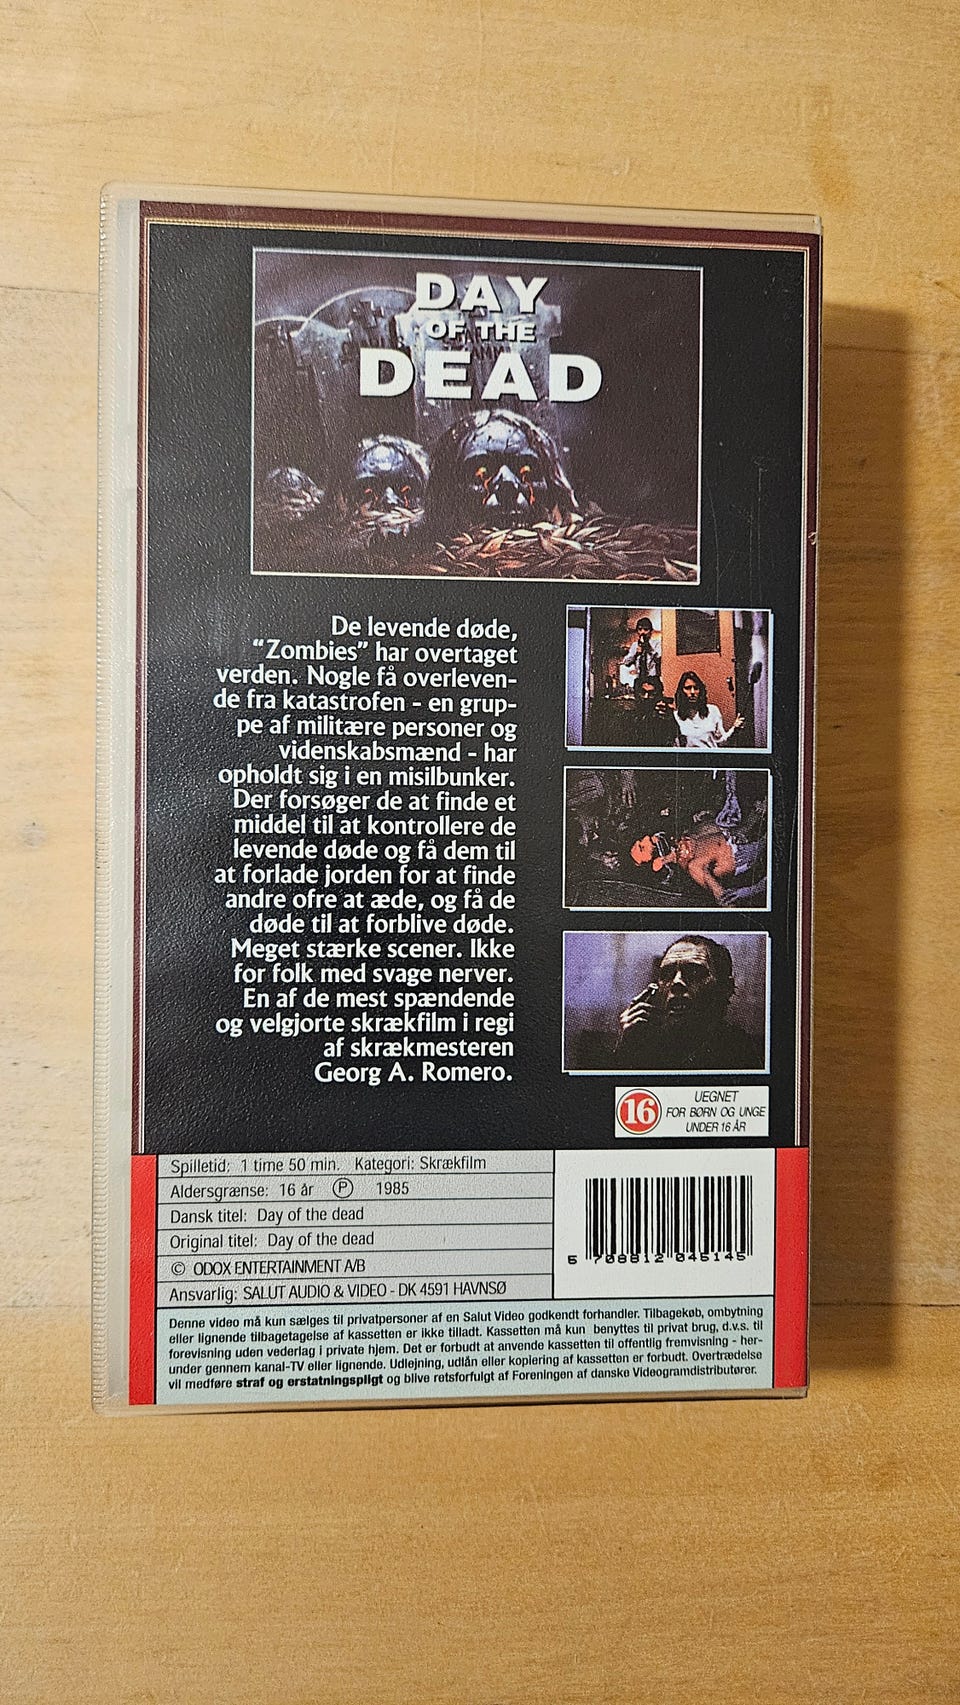 DAY
OF THE
DEAD
De levende døde,
“Zombies” har overtaget
verden. Nogle få overleven-
de fra katastrofen - en grup-
pe af militære personer og
videnskabsmænd - har
opholdt sig i en misilbunker.
Der forsøger de at finde et
middel til at kontrollere de
levende døde og få dem til
at forlade jorden for at finde
andre ofre at æde, og få de
døde til at forblive døde.
Meget stærke scener. Ikke
for folk med svage nerver.
En af de mest spændende
og velgjorte skrækfilm i regi
af skrækmesteren
Georg A. Romero.
16
UEGNET
FOR BØRN OG UNGE
UNDER 16 ÅR
Spilletid: 1 time 50 min. Kategori: Skrækfilm
Aldersgrænse: 16 år Ⓟ 1985
Dansk titel: Day of the dead
Original titel: Day of the dead
© ODOX ENTERTAINMENT A/B
Ansvarlig: SALUT AUDIO & VIDEO - DK 4591 HAVNSØ
5 708812 045145
Denne video må kun sælges til privatpersoner af en Salut Video godkendt forhandler. Tilbagekøb, ombytning
eller lignende tilbagetagelse af kassetten er ikke tilladt. Kassetten må kun benyttes til privat brug, d.v.s. til
forevisning uden vederlag i private hjem. Det er forbudt at anvende kassetten til offentlig fremvisning - her-
under gennem kanal-TV eller lignende. Udlejning, udlån eller kopiering af kassetten er forbudt. Overtrædelse
vil medføre straf og erstatningspligt og blive retsforfulgt af Foreningen af danske Videogramdistributører.